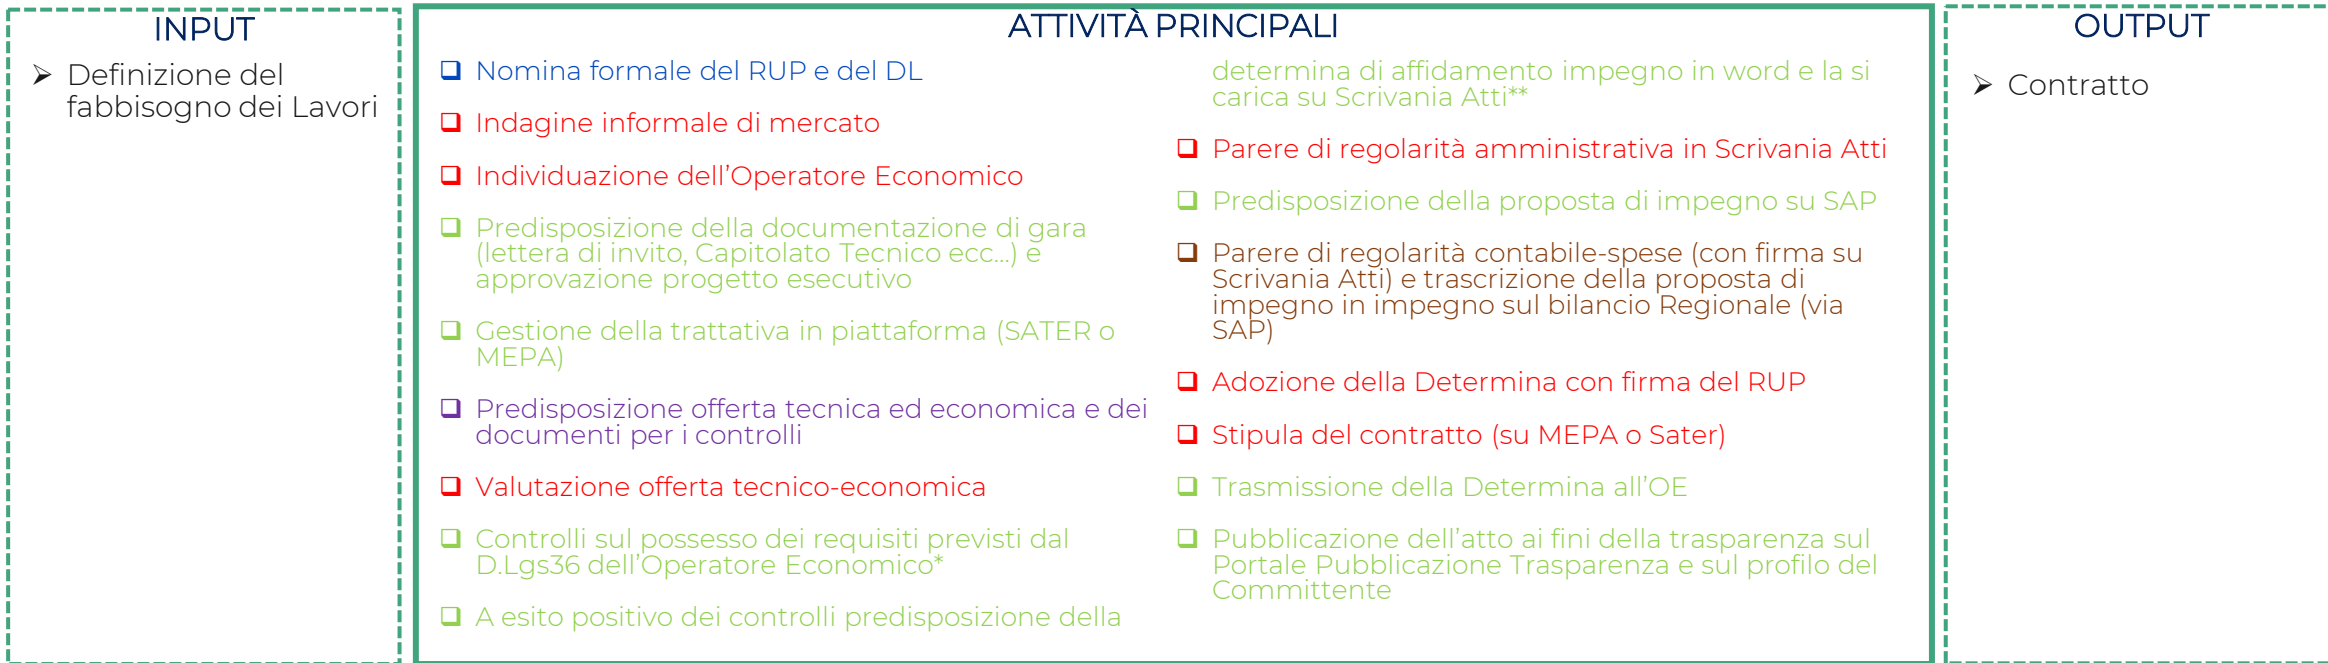 INPUT
Definizione del
fabbisogno dei Lavori
ATTIVITÀ PRINCIPALI
Nomina formale del RUP e del DL
Indagine informale di mercato
Individuazione dell’Operatore Economico
Predisposizione della documentazione di gara
(lettera di invito, Capitolato Tecnico ecc…) e
approvazione progetto esecutivo
Gestione della trattativa in piattaforma (SATER o
MEPA)
Predisposizione offerta tecnica ed economica e dei
documenti per i controlli
Valutazione offerta tecnico-economica
Controlli sul possesso dei requisiti previsti dal
D.Lgs36 dell’Operatore Economico*
A esito positivo dei controlli predisposizione della
determina di affidamento impegno in word e la si
carica su Scrivania Atti**
Parere di regolarità amministrativa in Scrivania Atti
Predisposizione della proposta di impegno su SAP
Parere di regolarità contabile-spese (con firma su
Scrivania Atti) e trascrizione della proposta di
impegno in impegno sul bilancio Regionale (via
SAP)
Adozione della Determina con firma del RUP
Stipula del contratto (su MEPA o Sater)
Trasmissione della Determina all’OE
Pubblicazione dell’atto ai fini della trasparenza sul
Portale Pubblicazione Trasparenza e sul profilo del
Committente
OUTPUT
Contratto